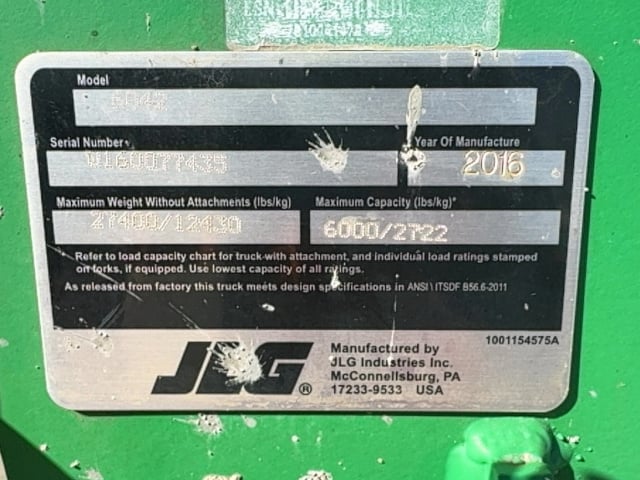 Model
6042
Serial Number
Year Of Manufacture
2016
Maximum Weight Without Attachments (lbs/kg)
Maximum Capacity (lbs/kg)*
27400/12430
6000/2722
Refer to load capacity chart for truck with attachment, and individual load ratings stamped
on forks, if equipped. Use lowest capacity of all ratings.
As released from factory this truck meets design specifications in ANSI \ ITSDF B56.6-2011
1001154575A
JLG ®
Manufactured by
JLG Industries Inc.
McConnellsburg, PA
17233-9533 USA